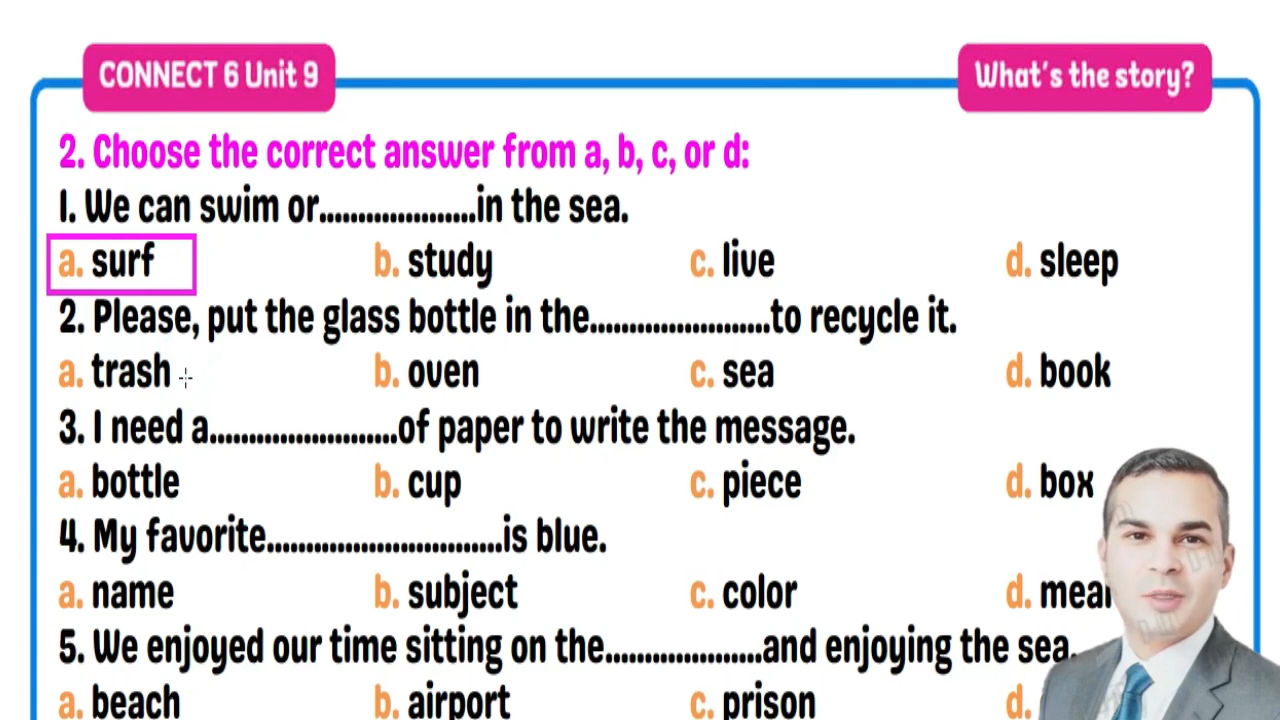 CONNECT 6 Unit 9
What's the story?
2. Choose the correct answer from a, b, c, or d:
1. We can swim or....................in the sea.
a. surf b. study c. live d. sleep
2. Please, put the glass bottle in the.......................to recycle it.
a. trash b. oven c. sea d. book
3. I need a........................of paper to write the message.
a. bottle b. cup c. piece d. box
4. My favorite..............................is blue.
a. name b. subject c. color d.
5. We enjoyed our time sitting on the....................and enjoying the sea.
a. beach b. airport c. prison d.